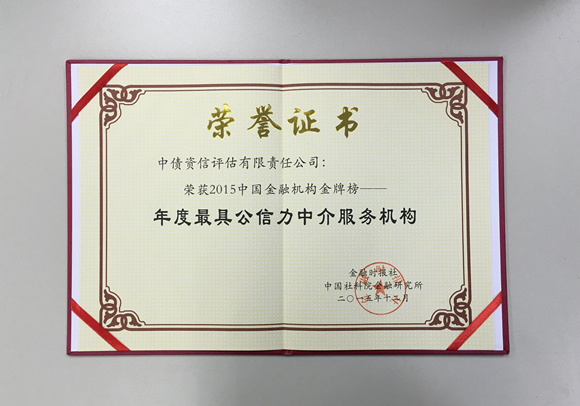 荣誉证书
中债资信评估有限责任公司：
荣获2015中国金融机构金牌榜——
年度最具公信力中介服务机构
金融时报社
中国社科院金融研究所
二〇一五年十二月